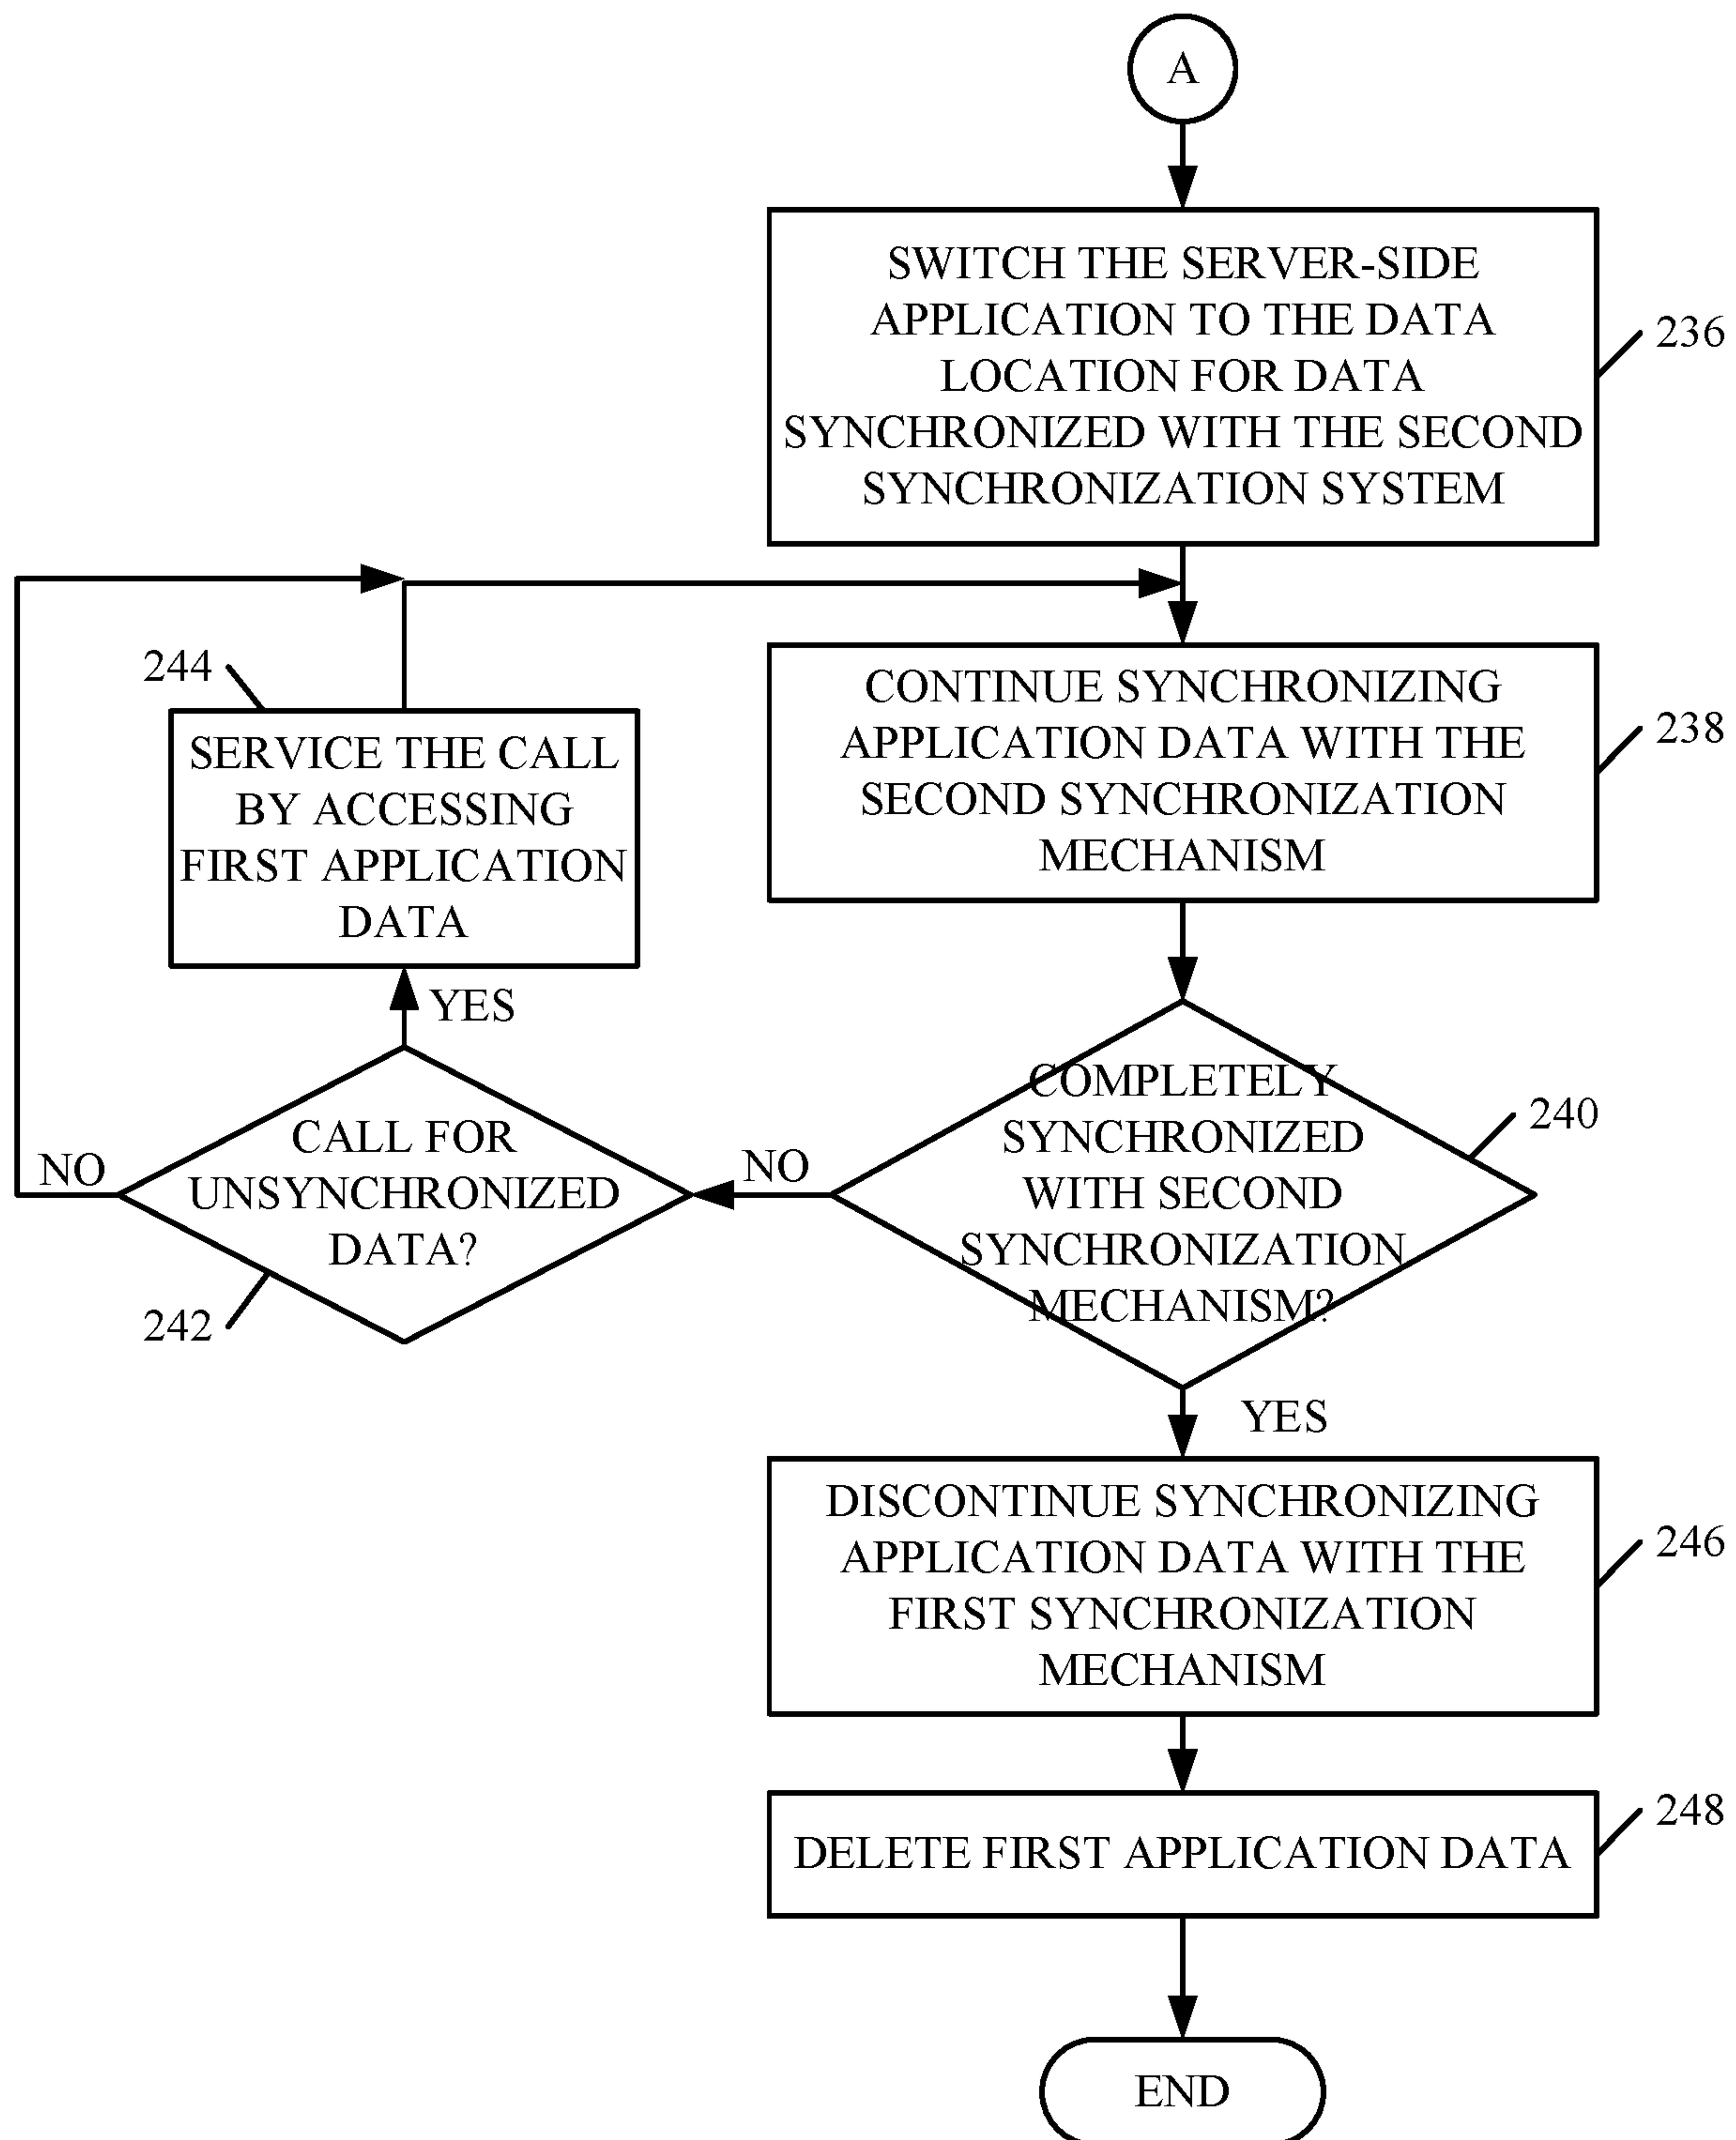 A
SWITCH THE SERVER-SIDE
APPLICATION TO THE DATA
LOCATION FOR DATA
SYNCHRONIZED WITH THE SECOND
SYNCHRONIZATION SYSTEM
236
CONTINUE SYNCHRONIZING
APPLICATION DATA WITH THE
SECOND SYNCHRONIZATION
MECHANISM
238
244
SERVICE THE CALL
BY ACCESSING
FIRST APPLICATION
DATA
YES
COMPLETELY
SYNCHRONIZED
WITH SECOND
SYNCHRONIZATION
MECHANISM?
240
NO
CALL FOR
UNSYNCHRONIZED
DATA?
NO
242
YES
DISCONTINUE SYNCHRONIZING
APPLICATION DATA WITH THE
FIRST SYNCHRONIZATION
MECHANISM
246
DELETE FIRST APPLICATION DATA
248
END